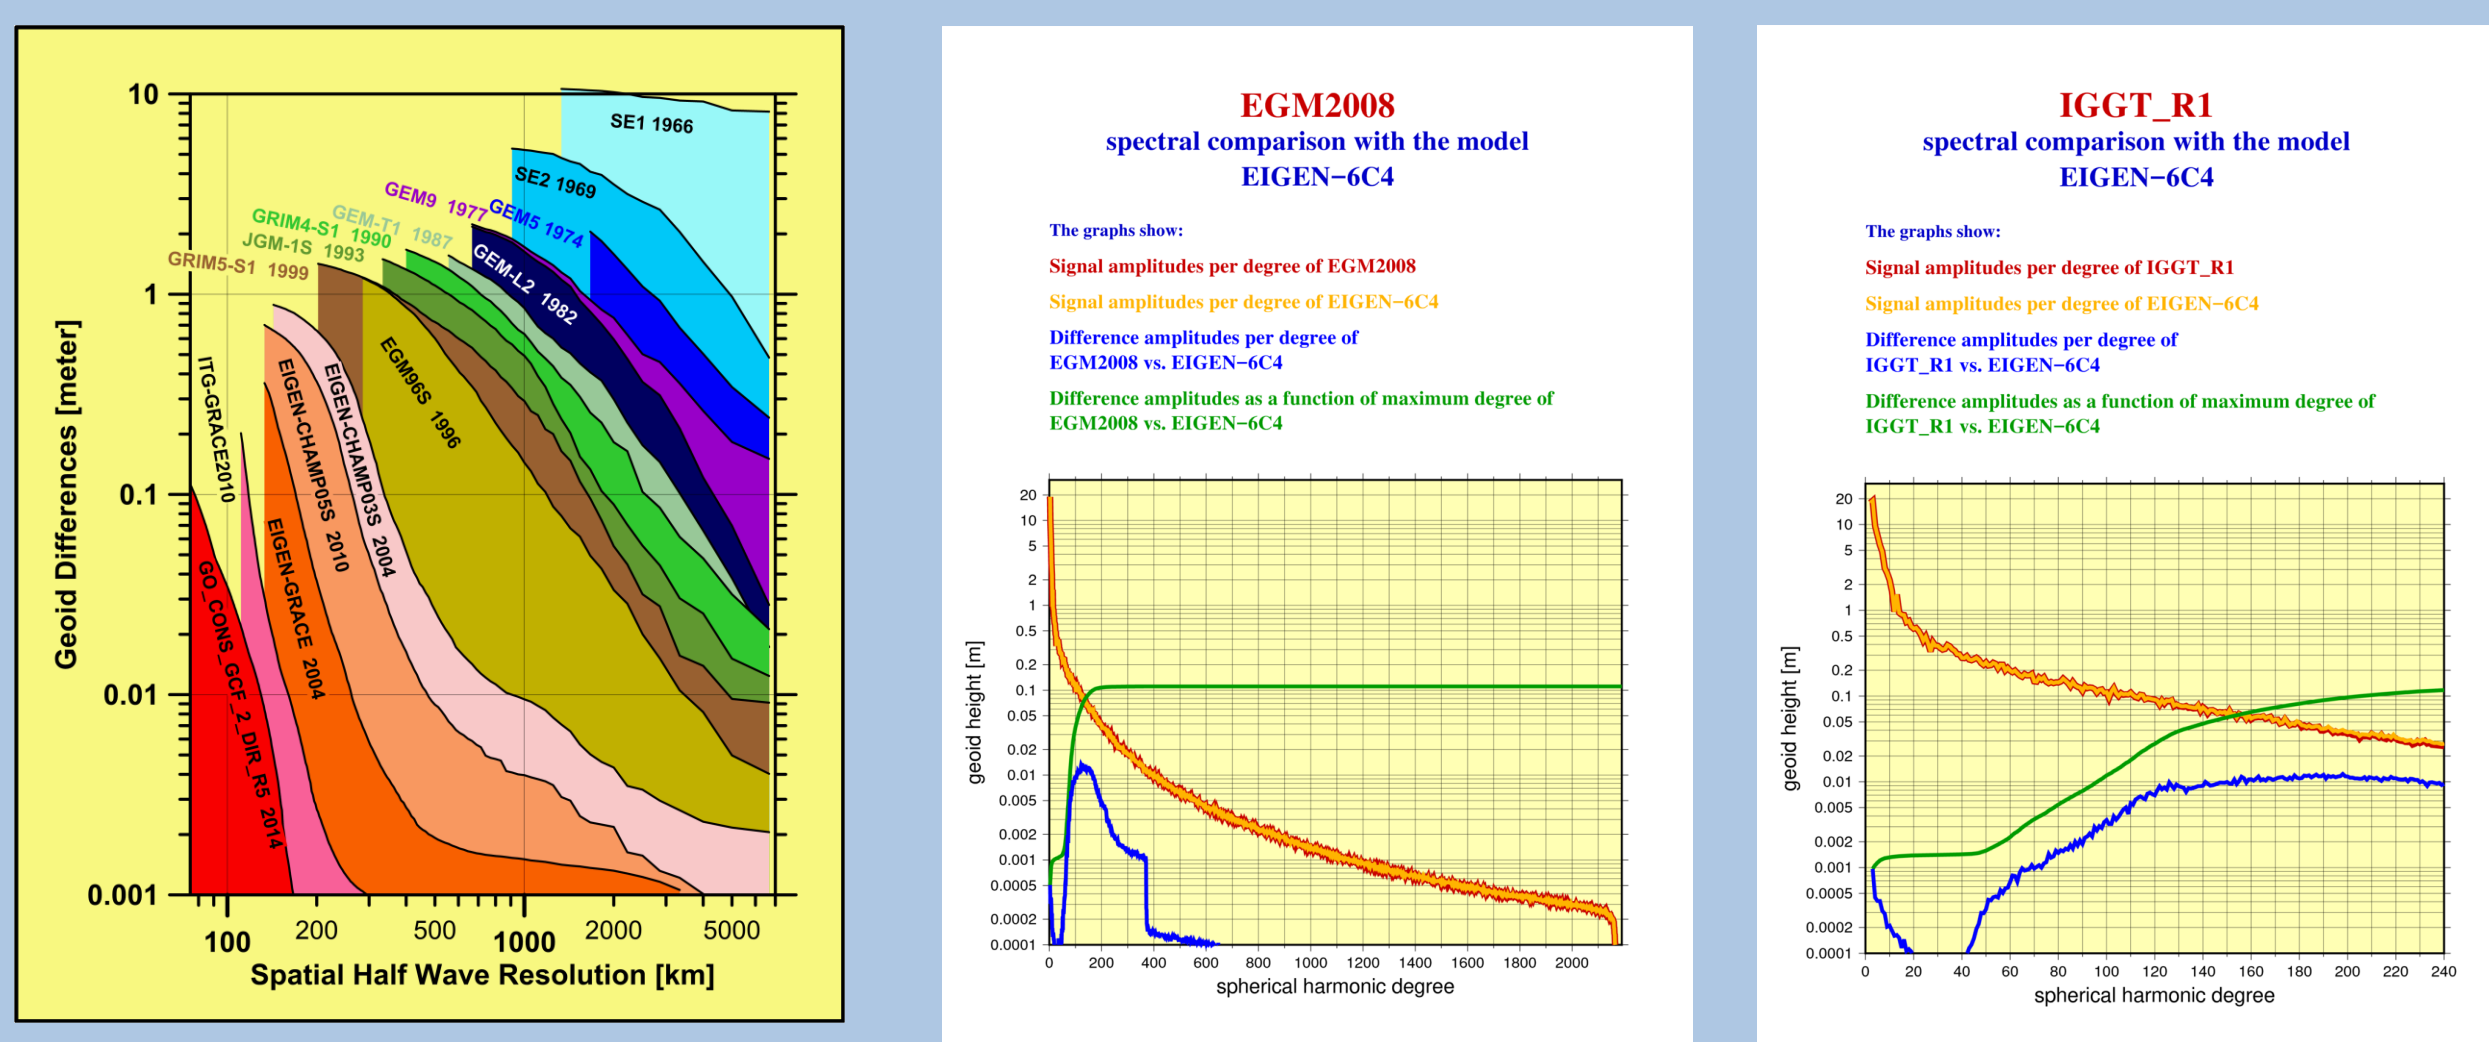 10
1
0.1
0.01
0.001
Geoid Differences [meter]
SE1 1966
SE2 1969
GEM9 1977
GEM5 1974
GEM-T1 1987
GRIM4-S1 1990
JGM-1S 1993
GRIM5-S1 1999
GEM-L2 1982
EGM96S 1996
ITG-GRACE2010
EIGEN-CHAMP05S 2010
EIGEN-CHAMP03S 2004
EIGEN-GRACE 2004
GO_CONS_GCF_2_DIR_R5 2014
100 200 500 1000 2000 5000
Spatial Half Wave Resolution [km]
EGM2008
spectral comparison with the model
EIGEN−6C4
The graphs show:
Signal amplitudes per degree of EGM2008
Signal amplitudes per degree of EIGEN−6C4
Difference amplitudes per degree of
EGM2008 vs. EIGEN−6C4
Difference amplitudes as a function of maximum degree of
EGM2008 vs. EIGEN−6C4
20
10
5
2
1
0.5
0.2
0.1
0.05
0.02
0.01
0.005
0.002
0.001
0.0005
0.0002
0.0001
geoid height [m]
0 200 400 600 800 1000 1200 1400 1600 1800 2000
spherical harmonic degree
IGGT_R1
spectral comparison with the model
EIGEN−6C4
The graphs show:
Signal amplitudes per degree of IGGT_R1
Signal amplitudes per degree of EIGEN−6C4
Difference amplitudes per degree of
IGGT_R1 vs. EIGEN−6C4
Difference amplitudes as a function of maximum degree of
IGGT_R1 vs. EIGEN−6C4
20
10
5
2
1
0.5
0.2
0.1
0.05
0.02
0.01
0.005
0.002
0.001
0.0005
0.0002
0.0001
geoid height [m]
0 20 40 60 80 100 120 140 160 180 200 220 240
spherical harmonic degree